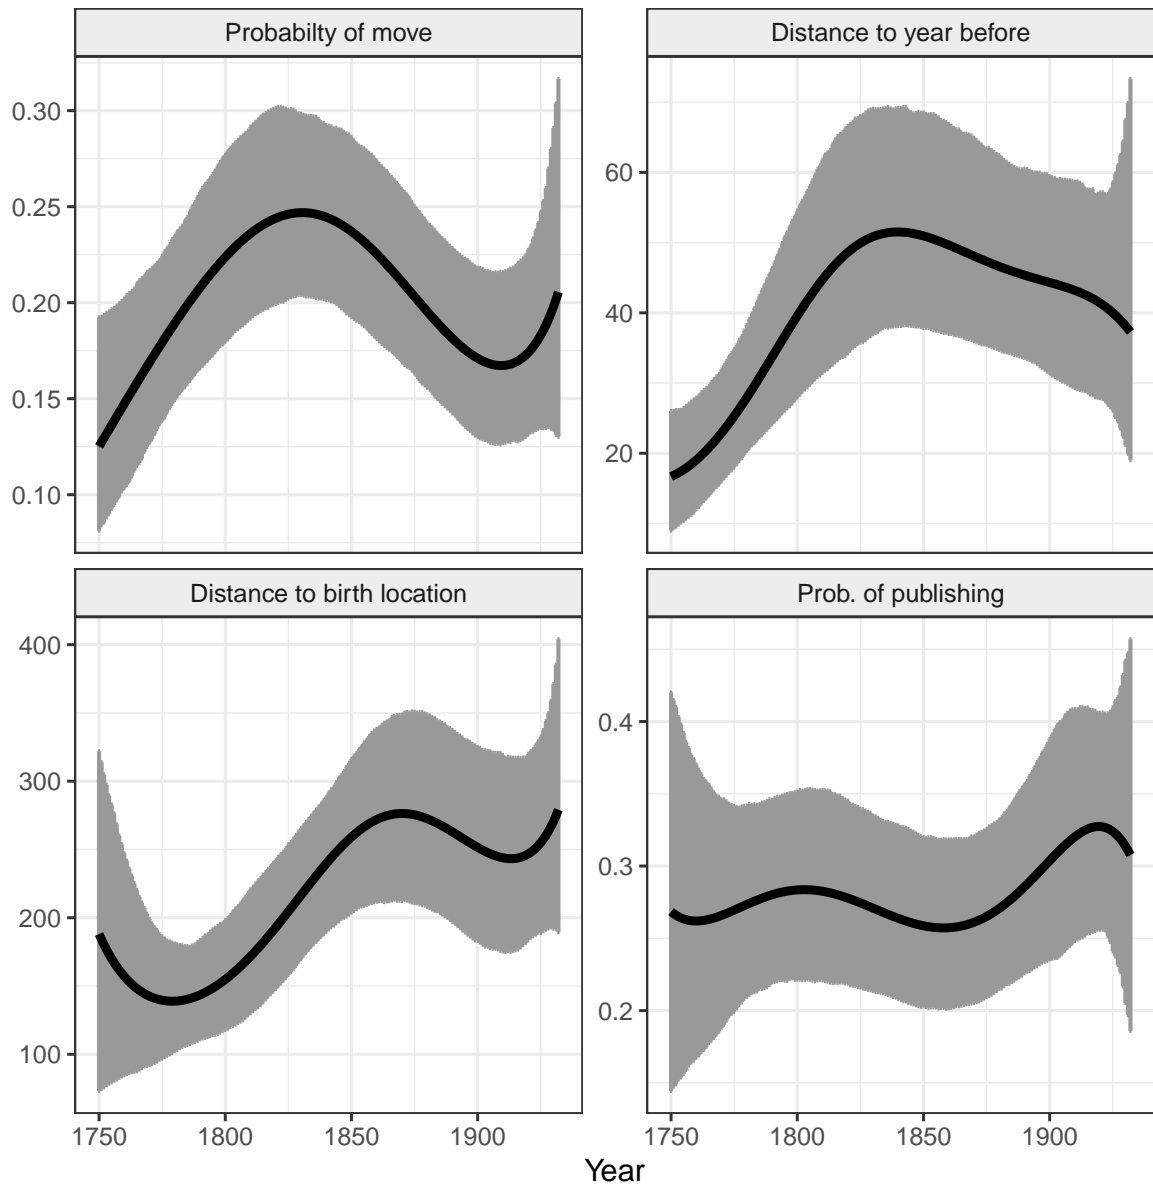 Probabilty of move
Distance to year before
0.30
0.25
0.20
0.15
0.10
60
40
20
Distance to birth location
Prob. of publishing
400
300
200
100
0.4
0.3
0.2
1750 1800 1850 1900
1750 1800 1850 1900
Year